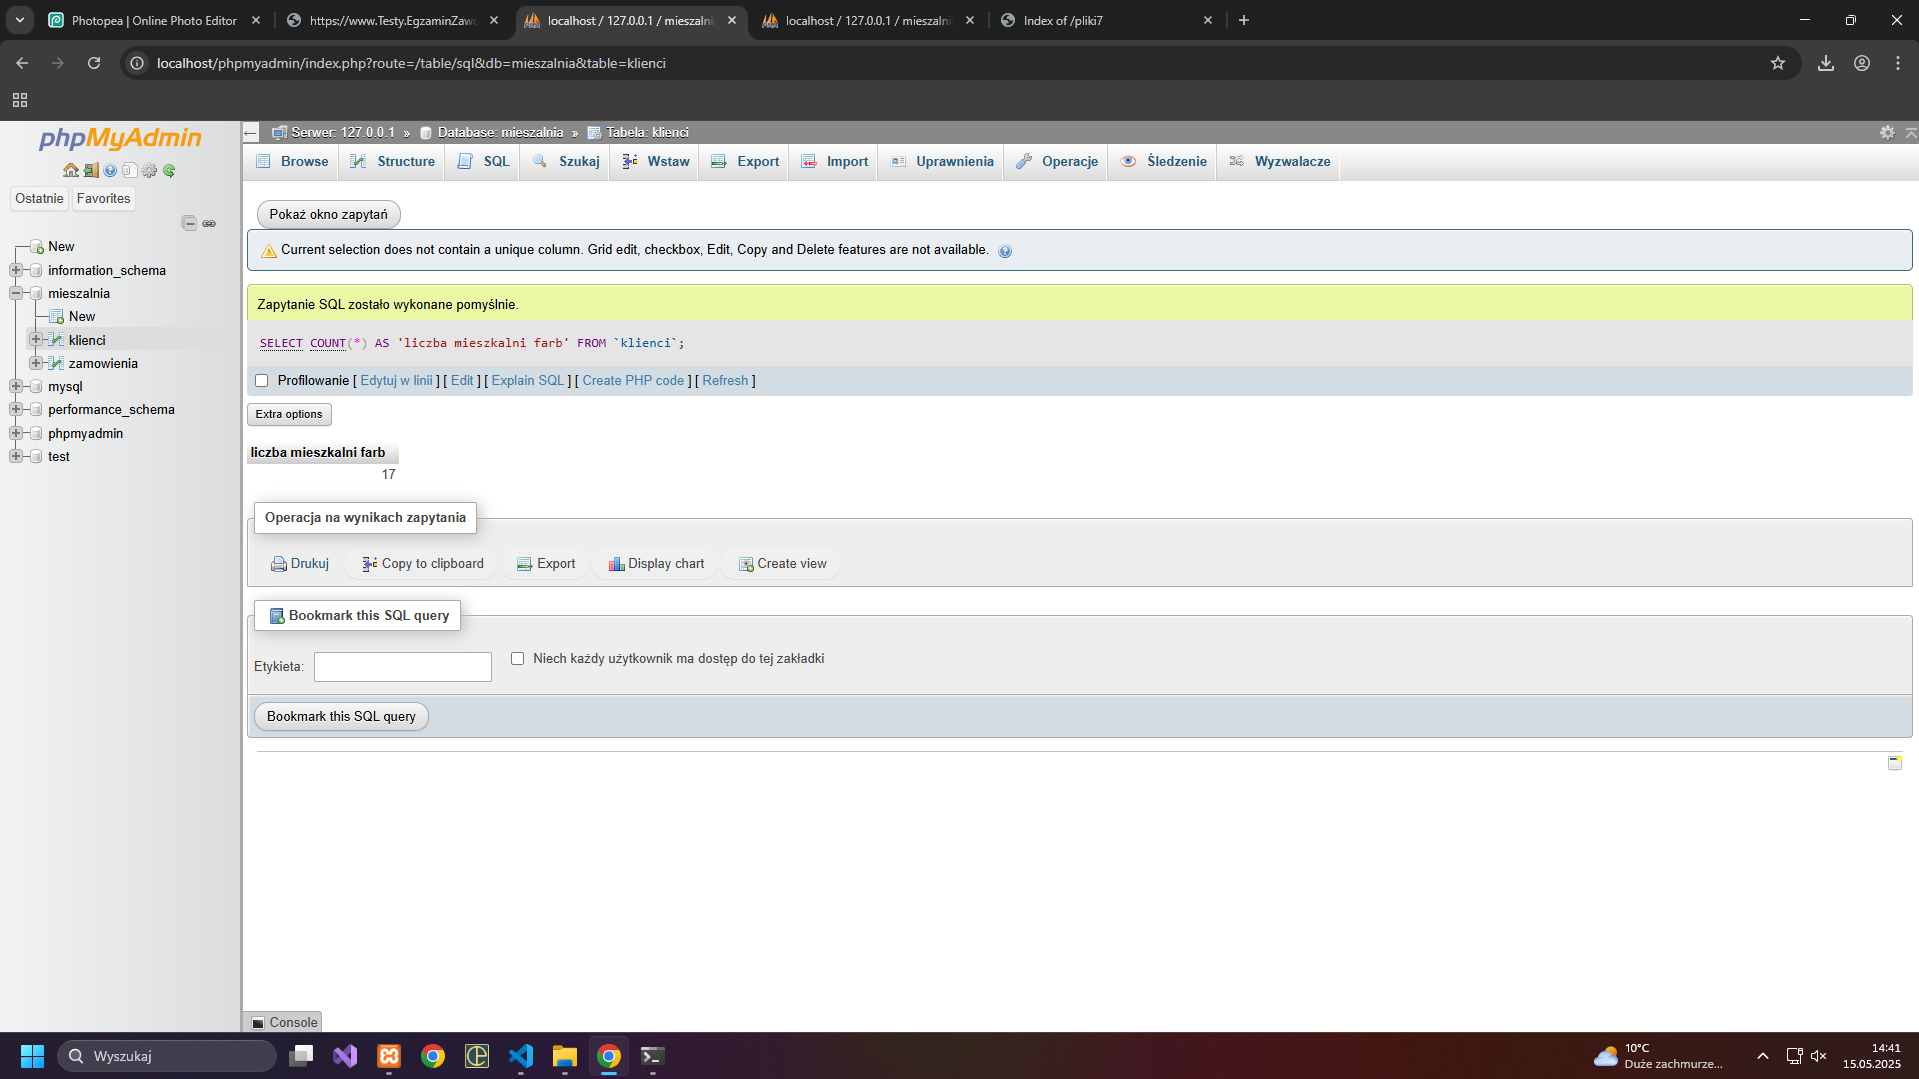 Photopea | Online Photo Editor
https://www.Testy.EgzaminZawo
localhost / 127.0.0.1 / mieszalnia
localhost / 127.0.0.1 / mieszalnia
Index of /pliki7
localhost/phpmyadmin/index.php?route=/table/sql&db=mieszalnia&table=klienci
phpMyAdmin
Ostatnie
Favorites
New
information_schema
mieszalnia
New
klienci
zamowienia
mysql
performance_schema
phpmyadmin
test
Serwer: 127.0.0.1 » Database: mieszalnia » Tabela: klienci
Browse
Structure
SQL
Szukaj
Wstaw
Export
Import
Uprawnienia
Operacje
Śledzenie
Wyzwalacze
Pokaż okno zapytań
Current selection does not contain a unique column. Grid edit, checkbox, Edit, Copy and Delete features are not available.
Zapytanie SQL zostało wykonane pomyślnie.
SELECT COUNT(*) AS 'liczba mieszkalni farb' FROM `klienci`;
Profilowanie [ Edytuj w linii ] [ Edit ] [ Explain SQL ] [ Create PHP code ] [ Refresh ]
Extra options
liczba mieszkalni farb
17
Operacja na wynikach zapytania
Drukuj
Copy to clipboard
Export
Display chart
Create view
Bookmark this SQL query
Etykieta:
Niech każdy użytkownik ma dostęp do tej zakładki
Bookmark this SQL query
Console
Wyszukaj
10°C
Duże zachmurze...
14:41
15.05.2025